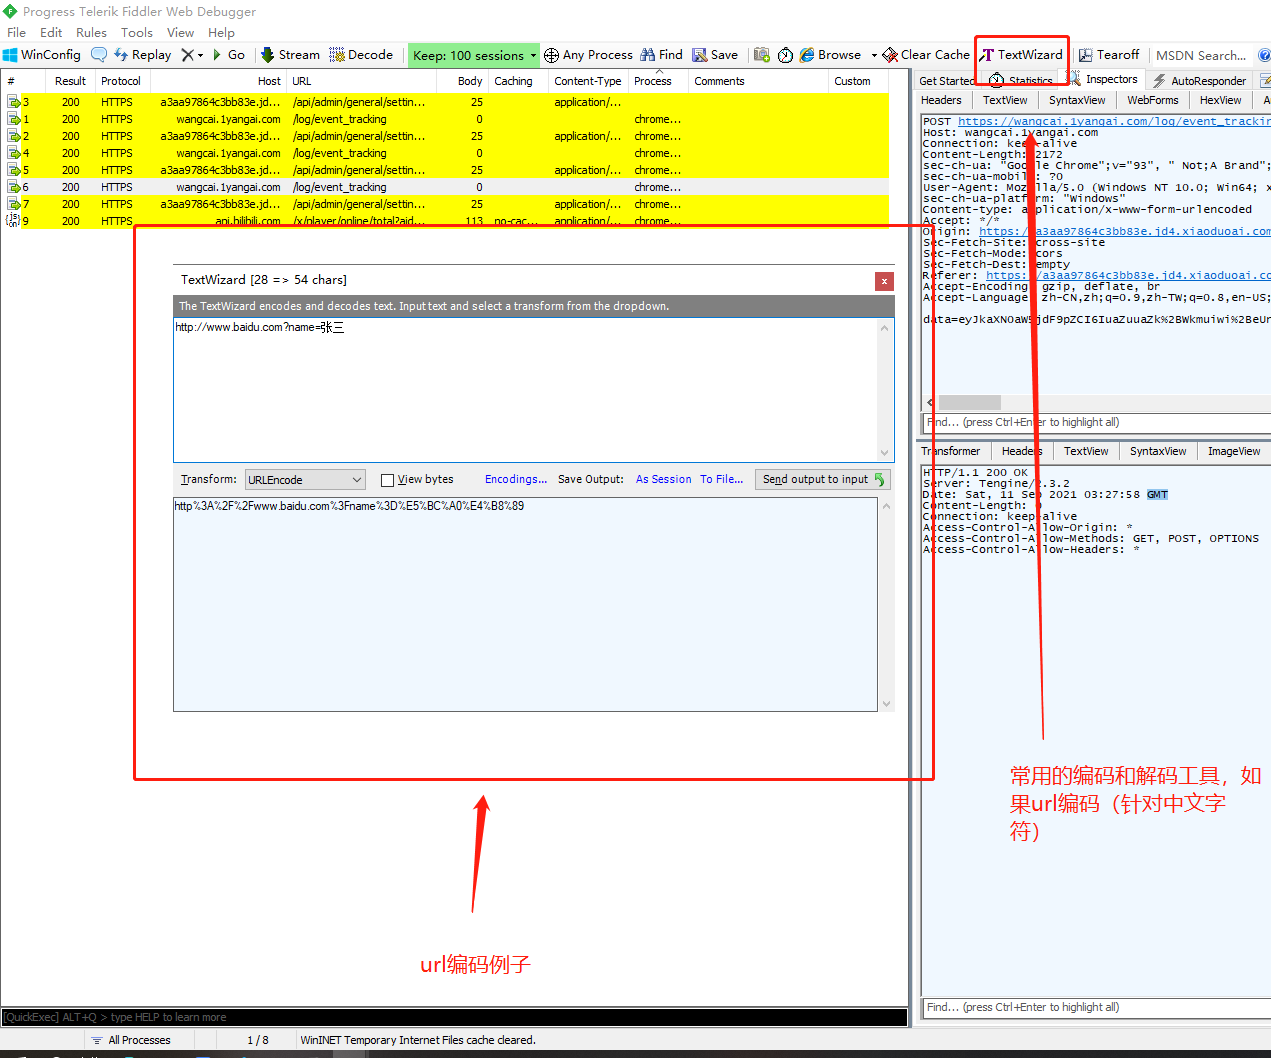 Progress Telerik Fiddler Web Debugger
File Edit Rules Tools View Help
WinConfig Replay Go Stream Decode Keep: 100 sessions Any Process Find Save Browse Clear Cache TextWizard Tearoff MSDN Search...
# Result Protocol Host URL Body Caching Content-Type Process Comments Custom
3 200 HTTPS a3aa97864c3bb83e.jd... /api/admin/general/settin... 25 application/...
1 200 HTTPS wangcai.1yangai.com /log/event_tracking 0 chrome...
2 200 HTTPS a3aa97864c3bb83e.jd... /api/admin/general/settin... 25 application/... chrome...
4 200 HTTPS wangcai.1yangai.com /log/event_tracking 0 chrome...
5 200 HTTPS a3aa97864c3bb83e.jd... /api/admin/general/settin... 25 application/... chrome...
6 200 HTTPS wangcai.1yangai.com /log/event_tracking 0 chrome...
7 200 HTTPS a3aa97864c3bb83e.jd... /api/admin/general/settin... 25 application/... chrome...
9 200 HTTPS api.bilibili.com /x/player/online/total?aid... 113 no-cac... application/... chrome...
TextWizard [28 => 54 chars]
The TextWizard encodes and decodes text. Input text and select a transform from the dropdown.
http://www.baidu.com?name=张三
Transform: URLEncode View bytes Encodings... Save Output: As Session To File... Send output to input
http%3A%2F%2Fwww.baidu.com%3Fname%3D%E5%BC%A0%E4%B8%89
url编码例子
[QuickExec] ALT+Q > type HELP to learn more
All Processes 1 / 8 WinINET Temporary Internet Files cache cleared.
Get Started Statistics Inspectors AutoResponder
Headers TextView SyntaxView WebForms HexView
POST https://wangcai.1yangai.com/log/event_trackin
Host: wangcai.1yangai.com
Connection: keep-alive
Content-Length: 2172
sec-ch-ua: "Google Chrome";v="93", " Not;A Brand";
sec-ch-ua-mobile: ?0
User-Agent: Mozilla/5.0 (Windows NT 10.0; Win64; x
sec-ch-ua-platform: "Windows"
Content-type: application/x-www-form-urlencoded
Accept: */*
Origin: https://a3aa97864c3bb83e.jd4.xiaoduoai.com
Sec-Fetch-Site: cross-site
Sec-Fetch-Mode: cors
Sec-Fetch-Dest: empty
Referer: https://a3aa97864c3bb83e.jd4.xiaoduoai.co
Accept-Encoding: gzip, deflate, br
Accept-Language: zh-CN,zh;q=0.9,zh-TW;q=0.8,en-US;
Find... (press Ctrl+Enter to highlight all)
Transformer Headers TextView SyntaxView ImageView
HTTP/1.1 200 OK
Server: Tengine/2.3.2
Date: Sat, 11 Sep 2021 03:27:58 GMT
Content-Length: 0
Connection: keep-alive
Access-Control-Allow-Origin: *
Access-Control-Allow-Methods: GET, POST, OPTIONS
Access-Control-Allow-Headers: *
常用的编码和解码工具，如
果url编码（针对中文字
符）
Find... (press Ctrl+Enter to highlight all)